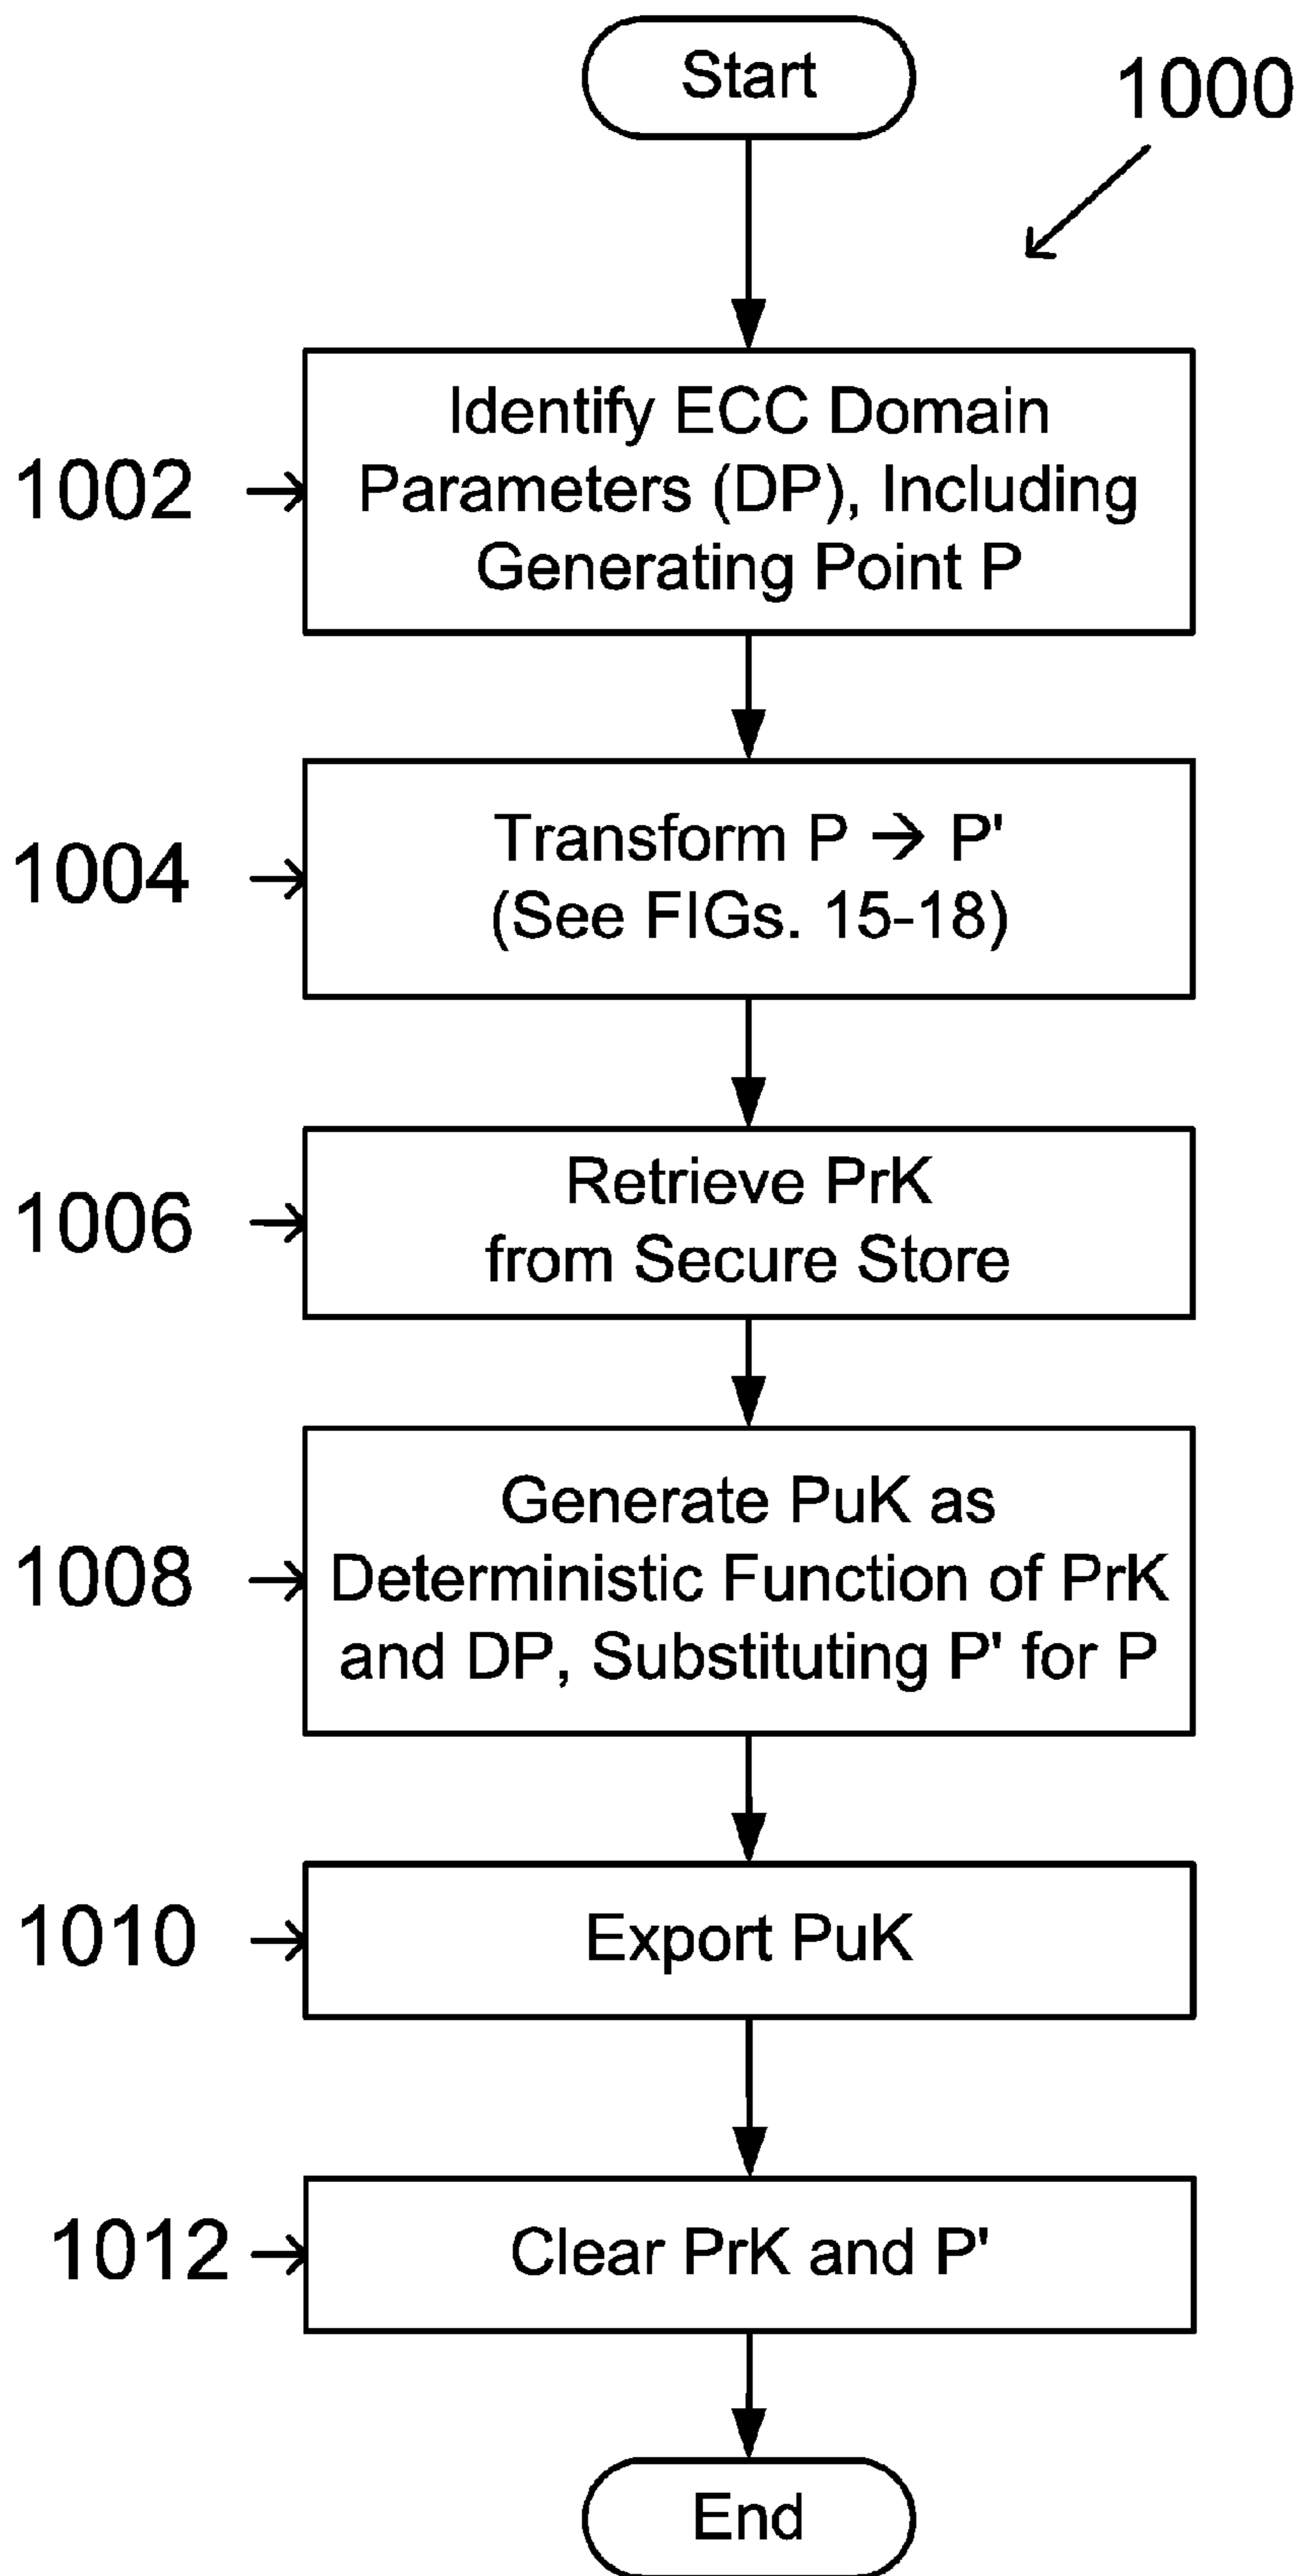 Start
1000
Identify ECC Domain
Parameters (DP), Including
Generating Point P
1002
Transform P → P'
(See FIGs. 15-18)
1004
Retrieve PrK
from Secure Store
1006
Generate PuK as
Deterministic Function of PrK
and DP, Substituting P' for P
1008
Export PuK
1010
Clear PrK and P'
1012
End